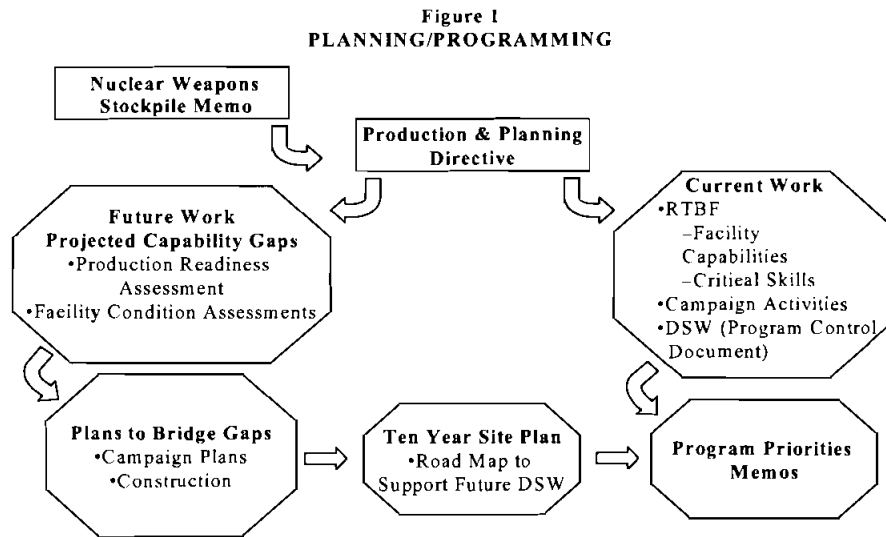 Figure 1
PLANNING/PROGRAMMING
Nuclear Weapons
Stockpile Memo
Production & Planning
Directive
Future Work
Projected Capability Gaps
•Production Readiness
Assessment
•Facility Condition Assessments
Current Work
•RTBF
–Facility
Capabilities
–Critical Skills
•Campaign Activities
•DSW (Program Control
Document)
Plans to Bridge Gaps
•Campaign Plans
•Construction
Ten Year Site Plan
•Road Map to
Support Future DSW
Program Priorities
Memos